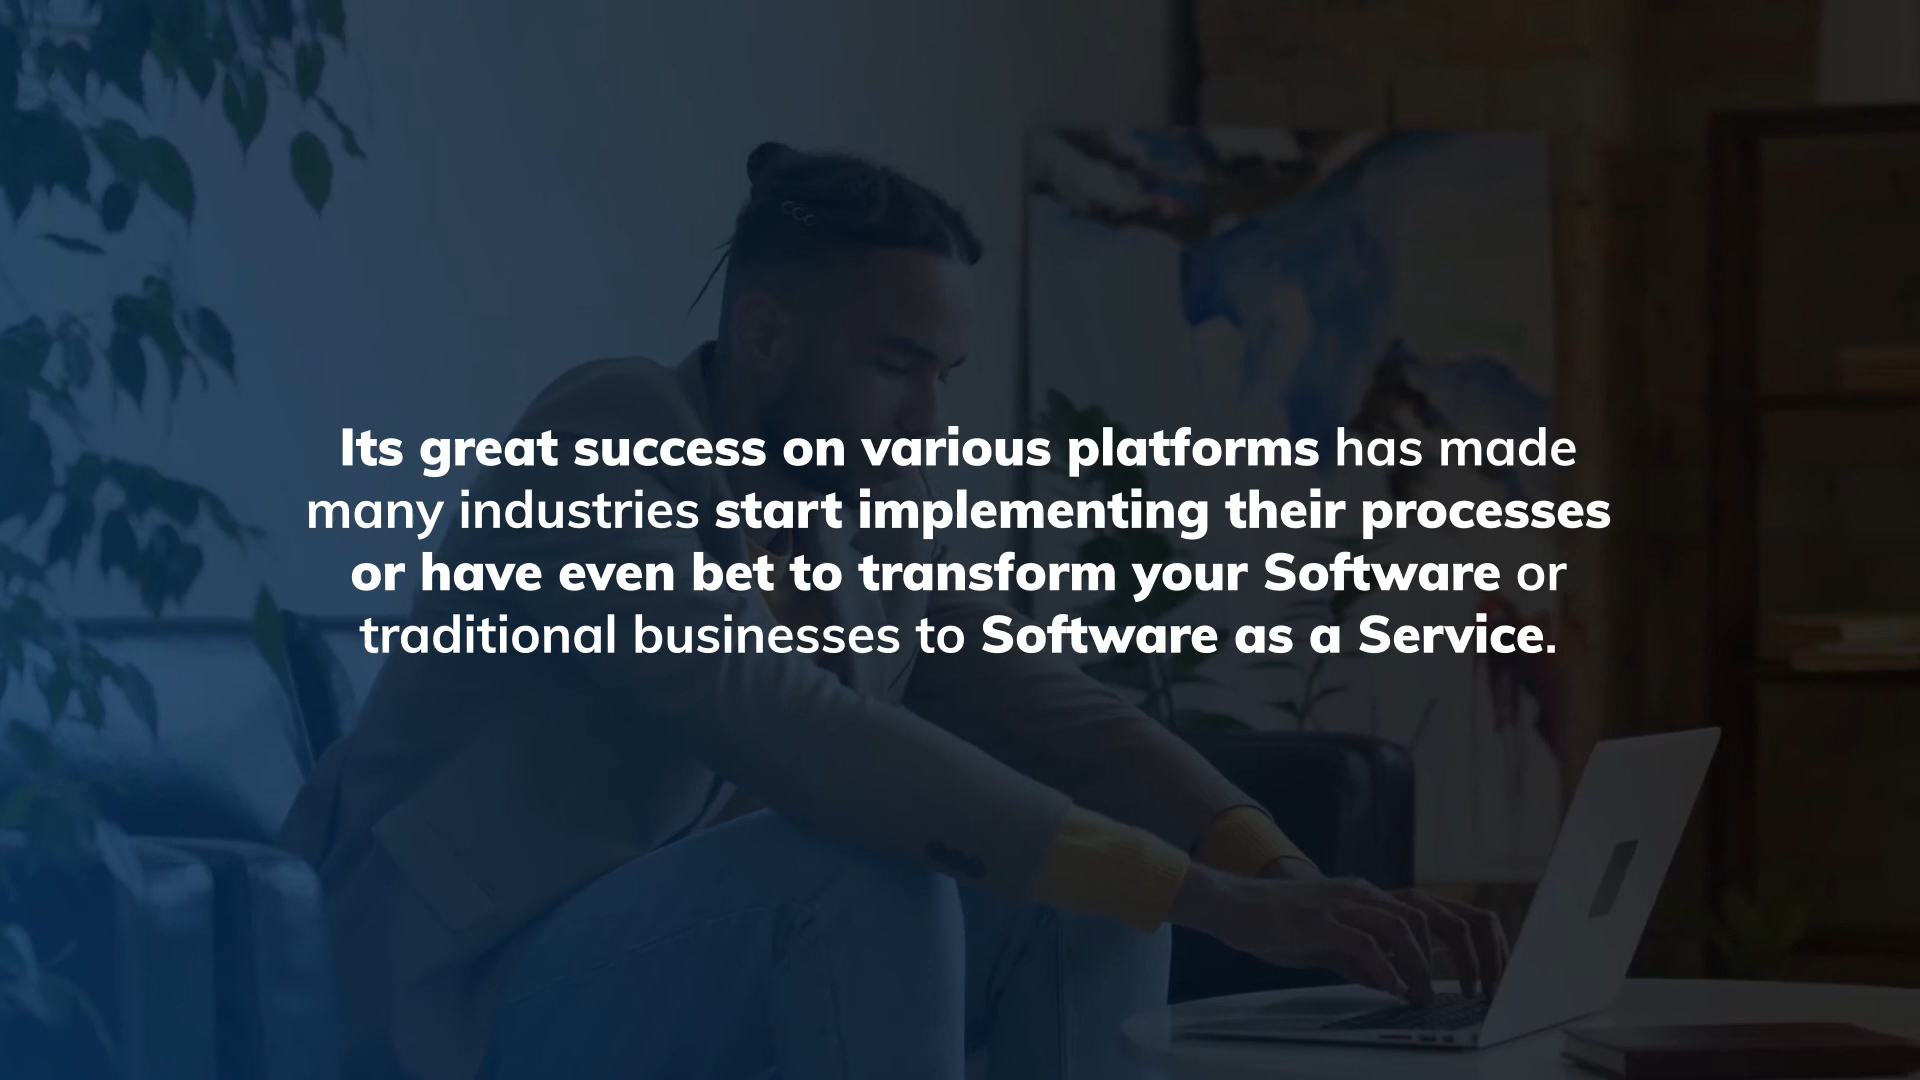 Its great success on various platforms has made
many industries start implementing their processes
or have even bet to transform your Software or
traditional businesses to Software as a Service.